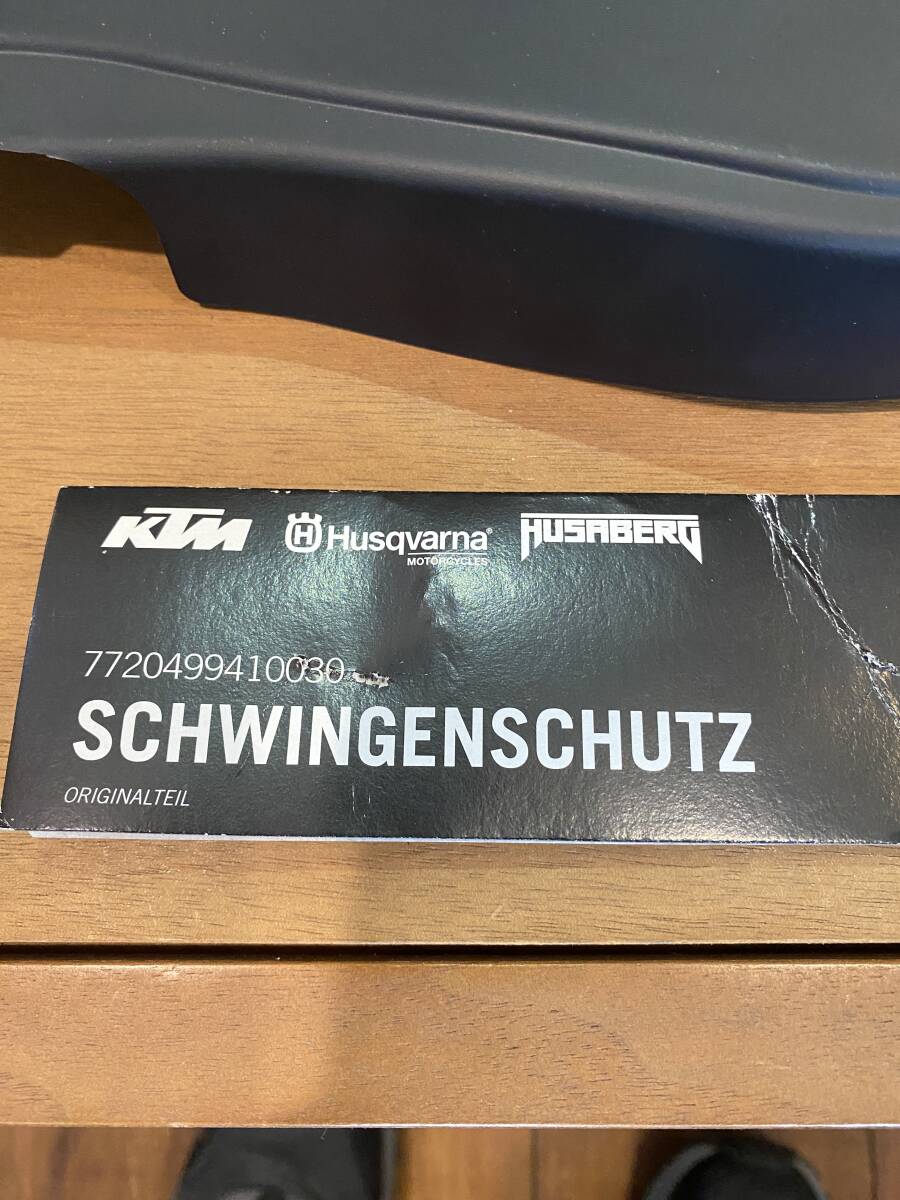 KTM H Husqvarna® HUSABERG
MOTORCYCLES
7720499410030
SCHWINGENSCHUTZ
ORIGINALTEIL